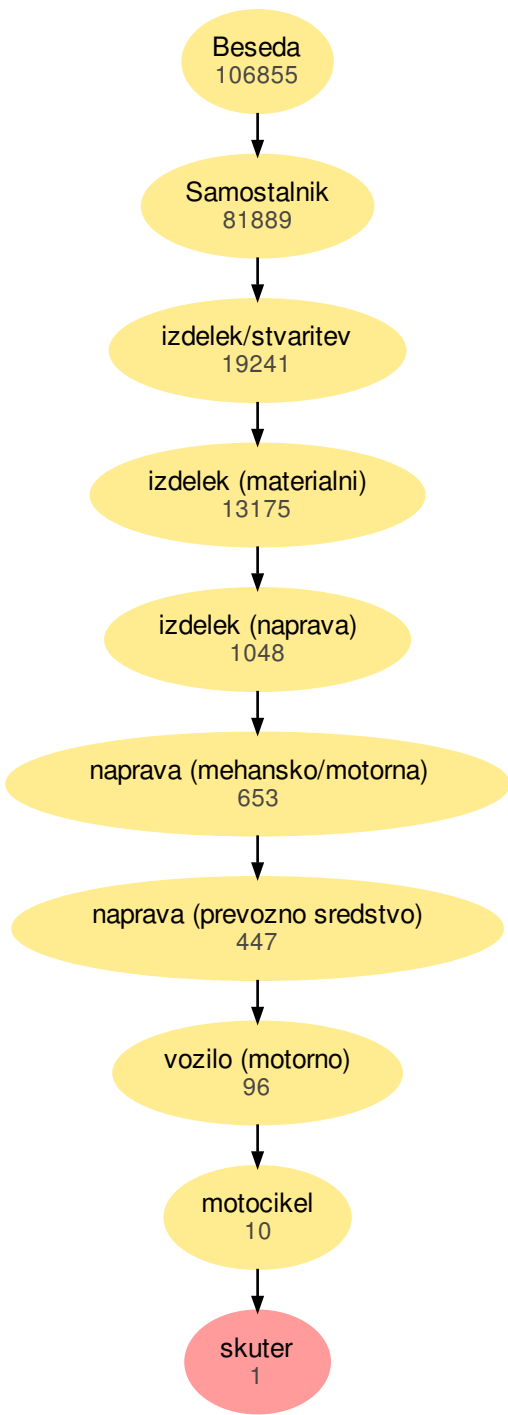 Beseda
106855
Samostalnik
81889
izdelek/stvaritev
19241
izdelek (materialni)
13175
izdelek (naprava)
1048
naprava (mehansko/motorna)
653
naprava (prevozno sredstvo)
447
vozilo (motorno)
96
motocikel
10
skuter
1